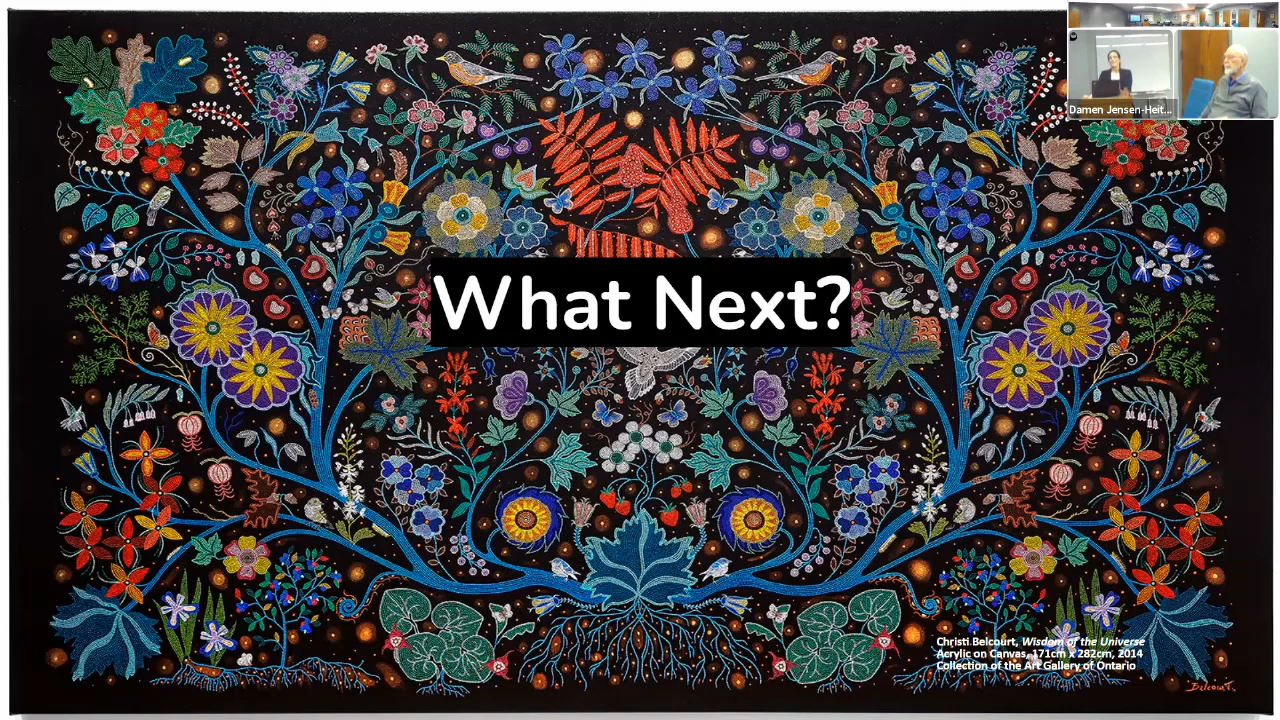 Damen Jensen-Heit...
What Next?
Christi Belcourt, Wisdom of the Universe
Acrylic on Canvas, 171cm x 282cm, 2014
Collection of the Art Gallery of Ontario
Belcourt